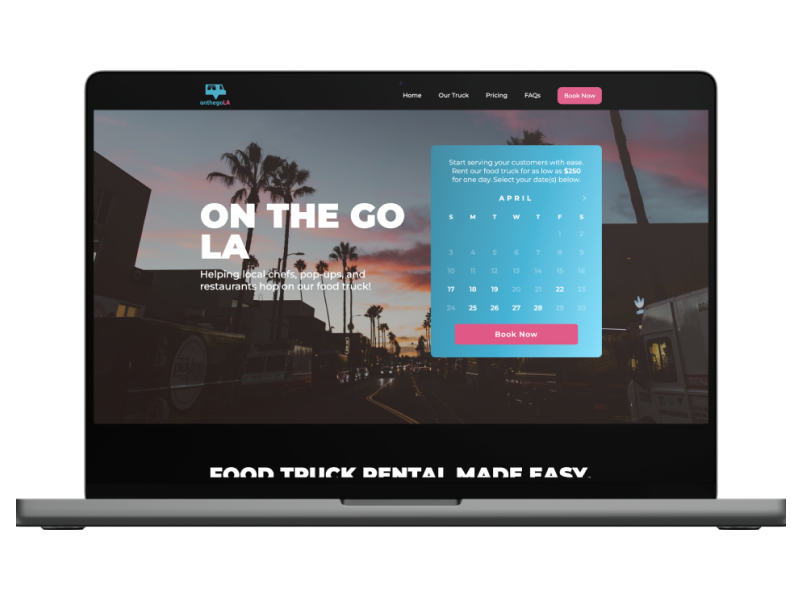 onthegoLA
Home Our Truck Pricing FAQs Book Now
ON THE GO
LA
Helping local chefs, pop-ups, and
restaurants hop on our food truck!
Start serving your customers with ease.
Rent our food truck for as low as $250
for one day. Select your date(s) below.
APRIL >
S M T W T F S
1 2
3 4 5 6 7 8 9
10 11 12 13 14 15 16
17 18 19 20 21 22 23
24 25 26 27 28 29 30
Book Now
FOOD TRUCK RENTAL MADE EASY.